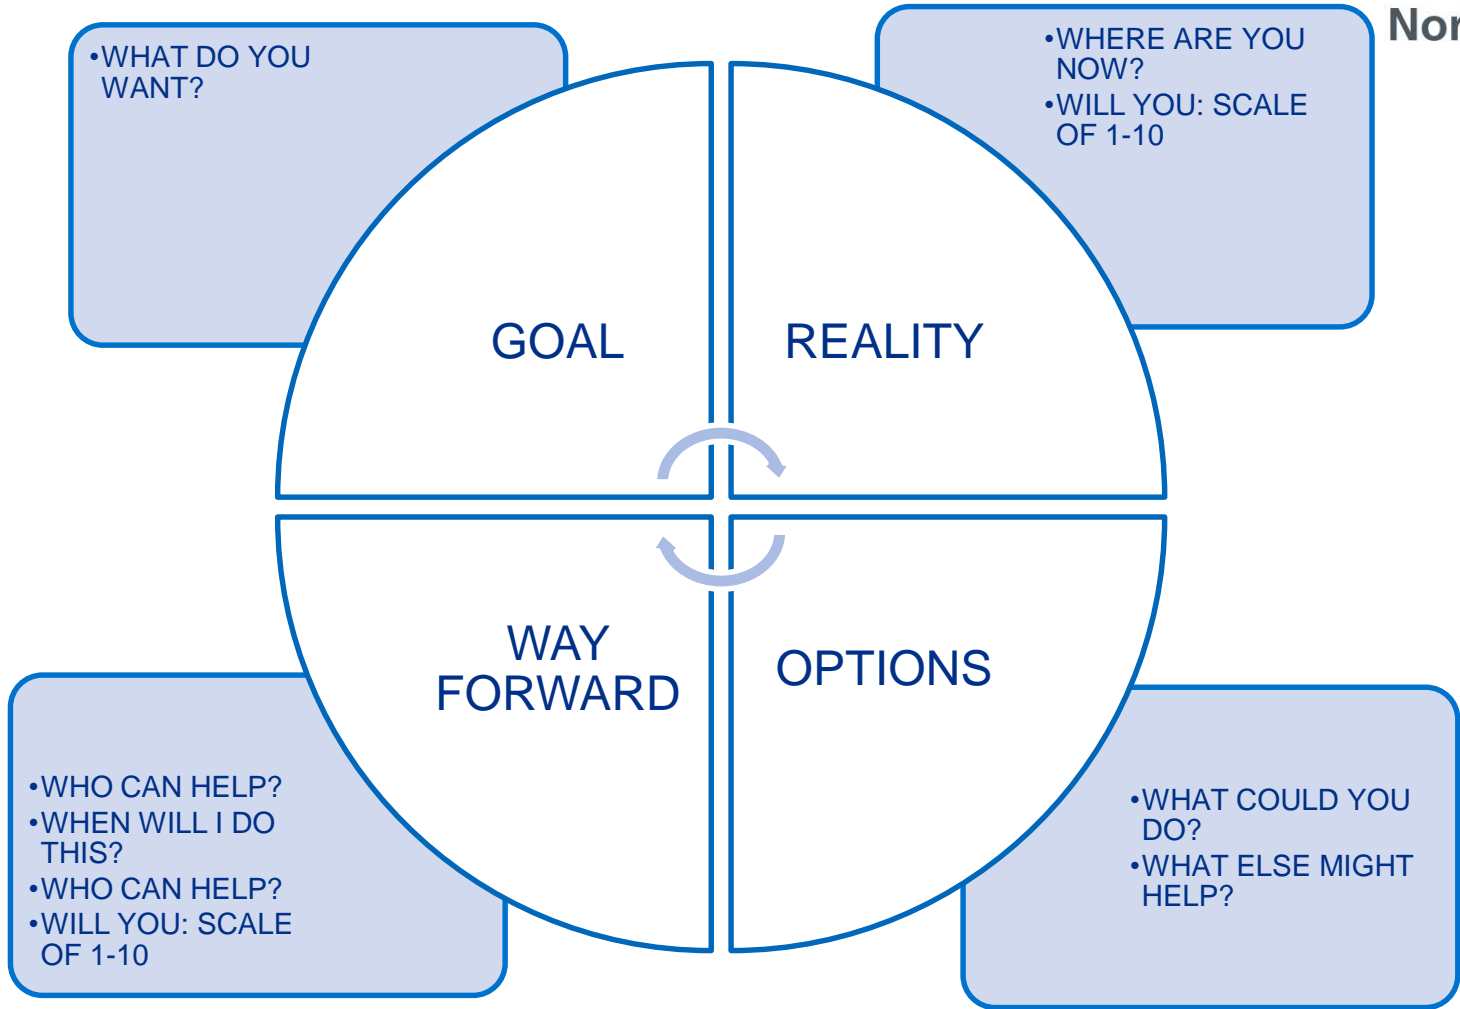 •WHAT DO YOU
WANT?
•WHERE ARE YOU
NOW?
•WILL YOU: SCALE
OF 1-10
Nor
GOAL
REALITY
WAY
FORWARD
OPTIONS
•WHO CAN HELP?
•WHEN WILL I DO
THIS?
•WHO CAN HELP?
•WILL YOU: SCALE
OF 1-10
•WHAT COULD YOU
DO?
•WHAT ELSE MIGHT
HELP?